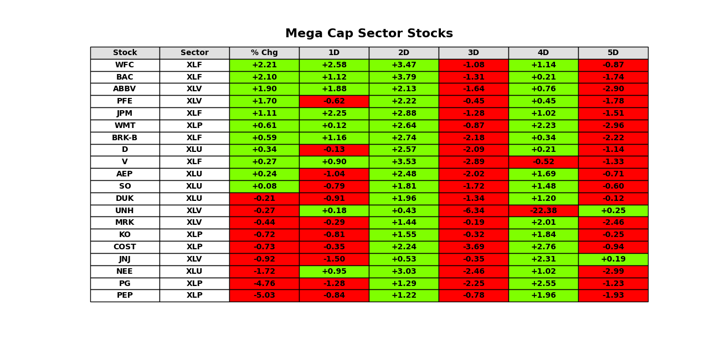 Mega Cap Sector Stocks
Stock Sector % Chg 1D 2D 3D 4D 5D
WFC XLF +2.21 +2.58 +3.47 -1.08 +1.14 -0.87
BAC XLF +2.10 +1.12 +3.79 -1.31 +0.21 -1.74
ABBV XLV +1.90 +1.88 +2.13 -1.64 +0.76 -2.90
PFE XLV +1.70 -0.62 +2.22 -0.45 +0.45 -1.78
JPM XLF +1.11 +2.25 +2.88 -1.28 +1.02 -1.51
WMT XLP +0.61 +0.12 +2.64 -0.87 +2.23 -2.96
BRK-B XLF +0.59 +1.16 +2.74 -2.16 +0.34 -2.22
D XLU +0.34 -0.13 +2.57 -2.09 +0.21 -1.14
V XLF +0.27 +0.90 +3.53 -2.89 -0.52 -1.33
AEP XLU +0.24 -1.04 +2.48 -2.02 +1.69 -0.71
SO XLU +0.08 -0.79 +1.81 -1.72 +1.48 -0.60
DUK XLU -0.21 -0.91 +1.96 -1.34 +1.20 -0.12
UNH XLV -0.27 +0.18 +0.43 -6.34 -22.38 +0.25
MRK XLV -0.44 -0.29 +1.44 -0.19 +2.01 -2.46
KO XLP -0.72 -0.81 +1.55 -0.32 +1.84 -0.25
COST XLP -0.73 -0.35 +2.24 -3.69 +2.76 -0.94
JNJ XLV -0.92 -1.50 +0.53 -0.35 +2.31 +0.19
NEE XLU -1.72 +0.95 +3.03 -2.46 +1.02 -2.99
PG XLP -4.76 -1.28 +1.29 -2.25 +2.55 -1.23
PEP XLP -5.03 -0.84 +1.22 -0.78 +1.96 -1.93